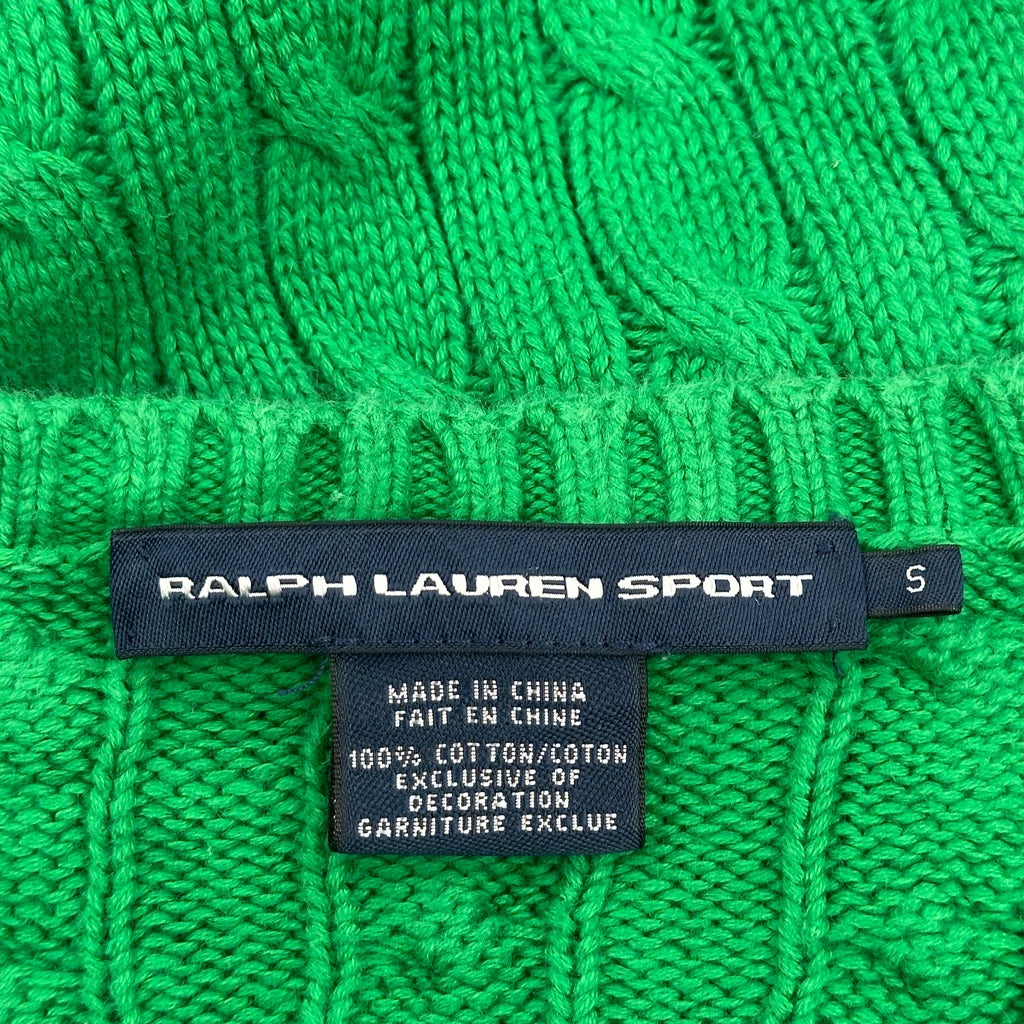 RALPH LAUREN SPORT
S
MADE IN CHINA
FAIT EN CHINE
100% COTTON/COTON
EXCLUSIVE OF
DECORATION
GARNITURE EXCLUE